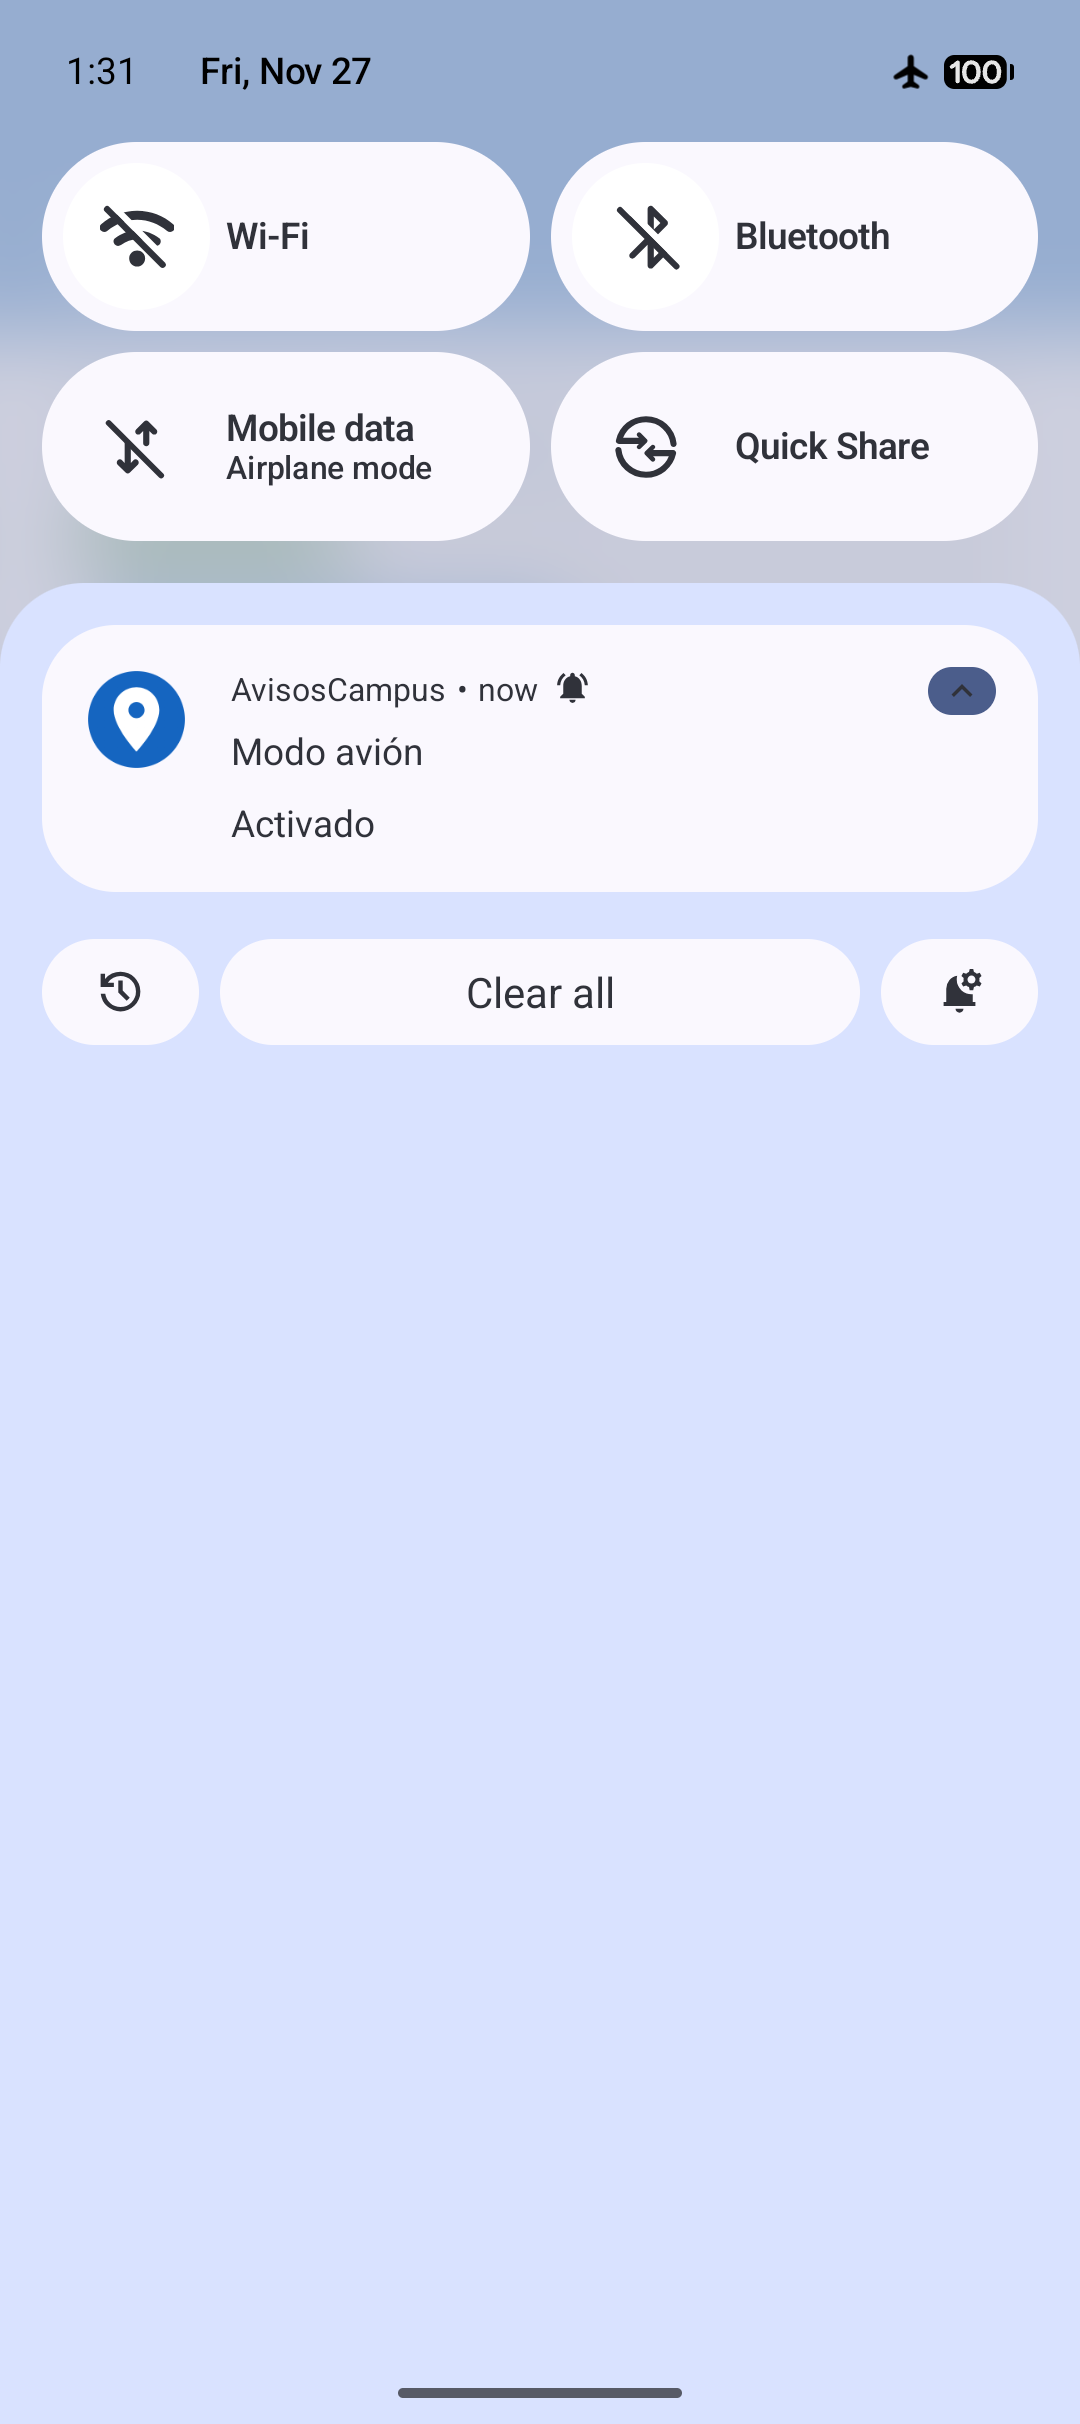 1:31 Fri, Nov 27 100
Wi-Fi
Bluetooth
Mobile data
Airplane mode
Quick Share
AvisosCampus • now
Modo avión
Activado
Clear all